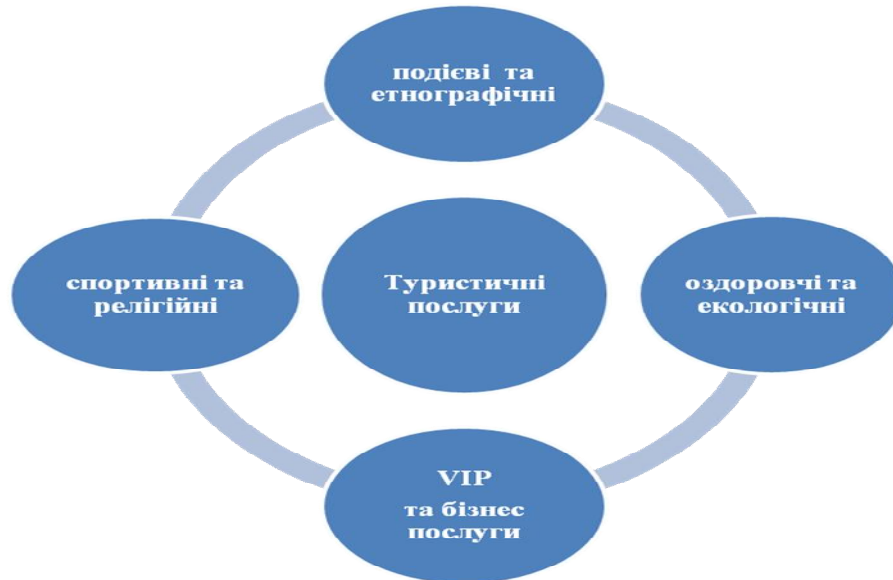 подієві та
етнографічні
спортивні та
релігійні
Туристичні
послуги
оздоровчі та
екологічні
VIP
та бізнес
послуги